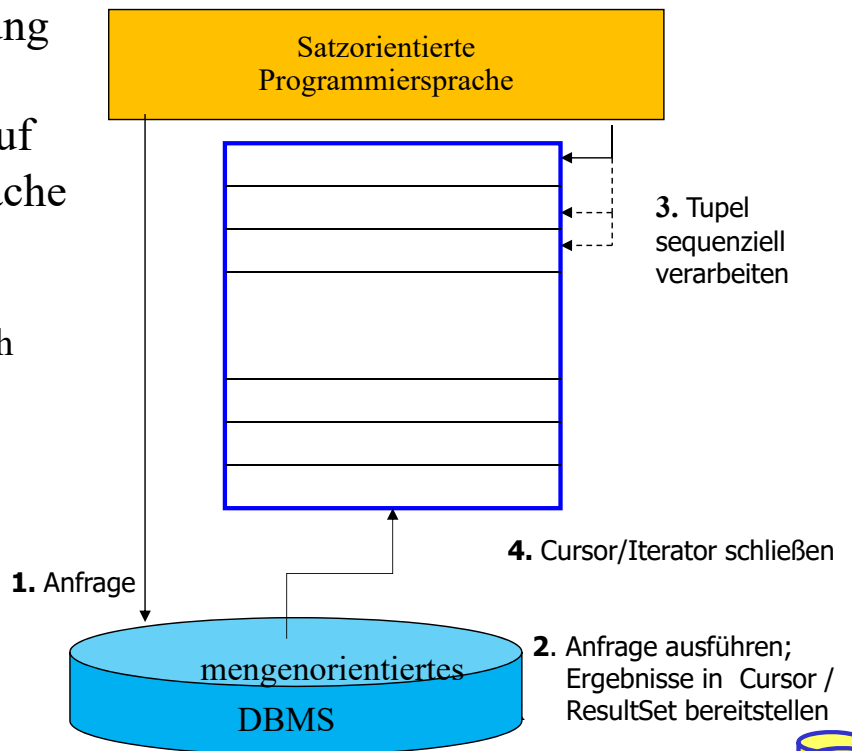 Satzorientierte
Programmiersprache
3. Tupel
sequenziell
verarbeiten
4. Cursor/Iterator schließen
1. Anfrage
2. Anfrage ausführen;
Ergebnisse in Cursor /
ResultSet bereitstellen
mengenorientiertes
DBMS